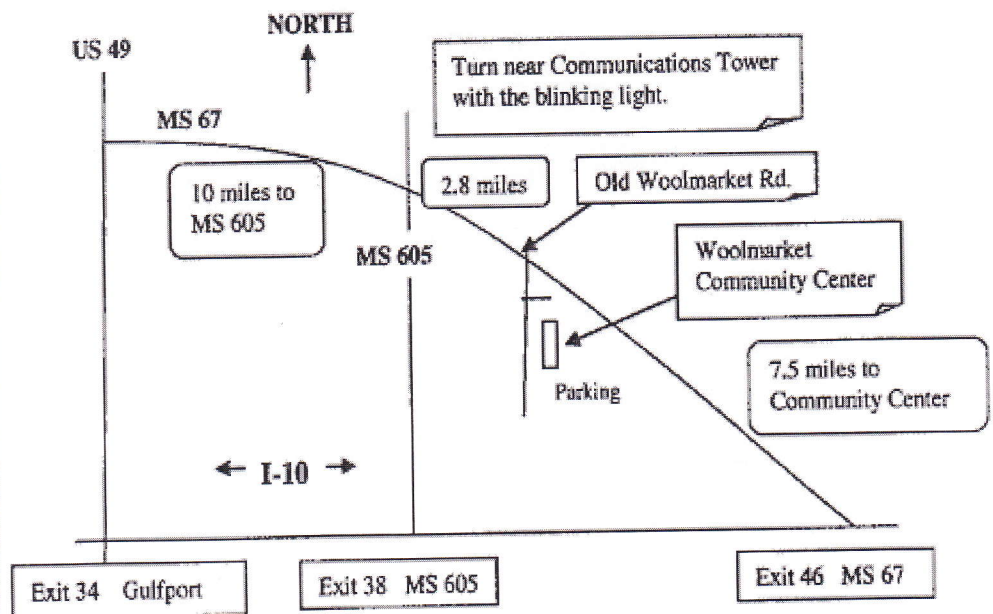 NORTH
US 49
Turn near Communications Tower
with the blinking light.
MS 67
10 miles to
MS 605
2.8 miles
Old Woolmarket Rd.
MS 605
Woolmarket
Community Center
7.5 miles to
Community Center
Parking
I-10
Exit 34 Gulfport
Exit 38 MS 605
Exit 46 MS 67